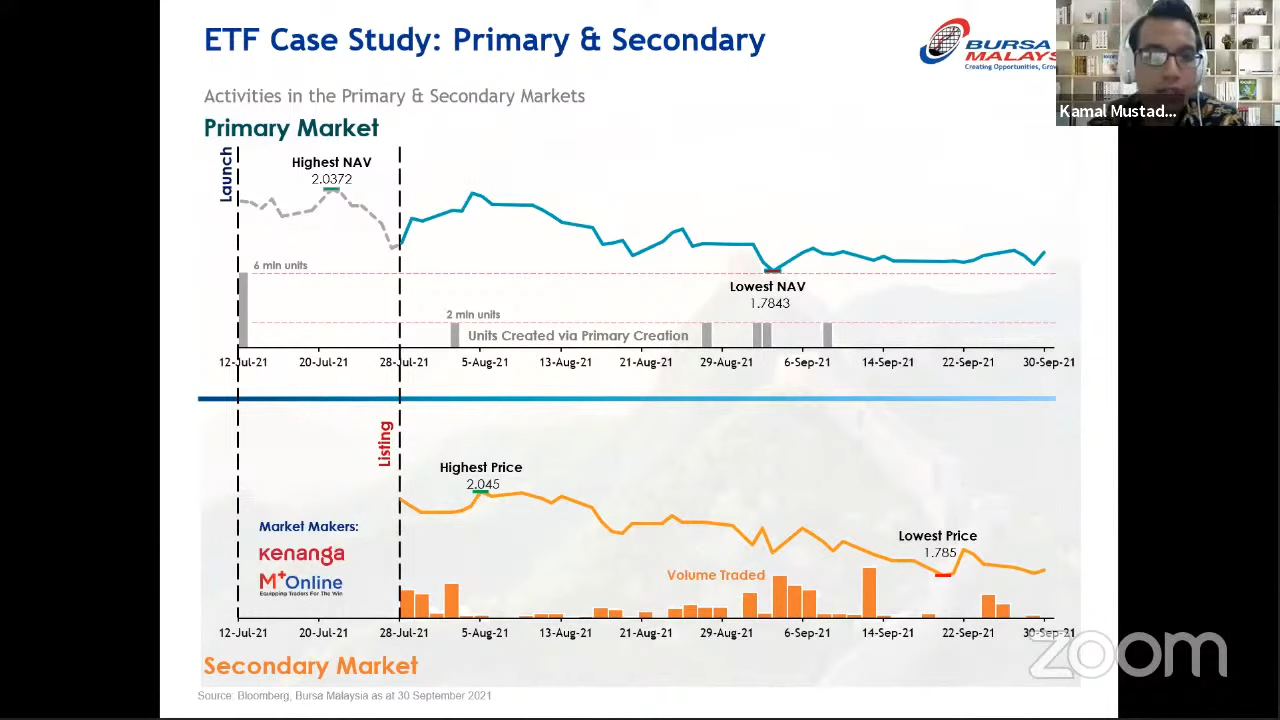 ETF Case Study: Primary & Secondary
BURSA
MALAYS
Creating Opportunities, Grow
Kamal Mustad...
Activities in the Primary & Secondary Markets
Primary Market
Launch
Highest NAV
2.0372
6 mln units
Lowest NAV
1.7843
2 mln units
Units Created via Primary Creation
12-Jul-21 20-Jul-21 28-Jul-21 5-Aug-21 13-Aug-21 21-Aug-21 29-Aug-21 6-Sep-21 14-Sep-21 22-Sep-21 30-Sep-21
Listing
Highest Price
2.045
Market Makers:
kenanga
M+Online
Equipping Traders For The Win
Lowest Price
1.785
Volume Traded
12-Jul-21 20-Jul-21 28-Jul-21 5-Aug-21 13-Aug-21 21-Aug-21 29-Aug-21 6-Sep-21 14-Sep-21 22-Sep-21 30-Sep-21
zoom
Secondary Market
Source: Bloomberg, Bursa Malaysia as at 30 September 2021